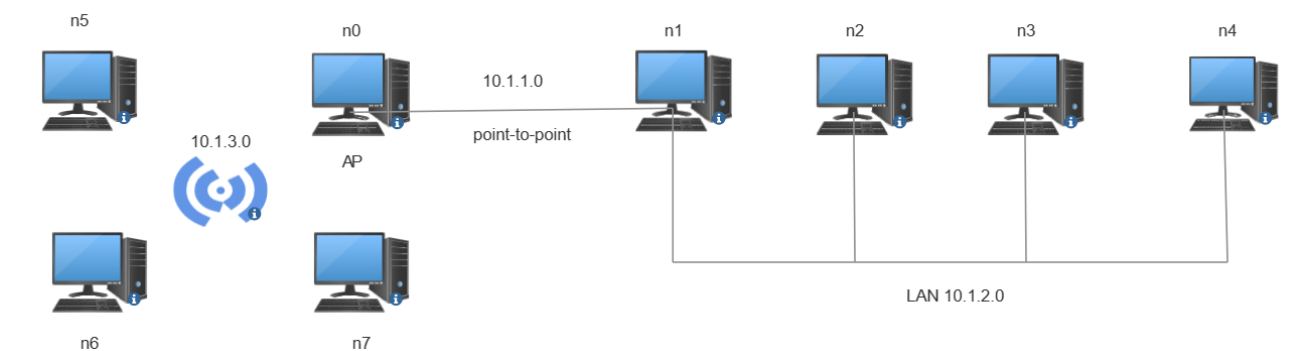 n5
n0
n1
n2
n3
n4
10.1.1.0
point-to-point
10.1.3.0
AP
LAN 10.1.2.0
n6
n7